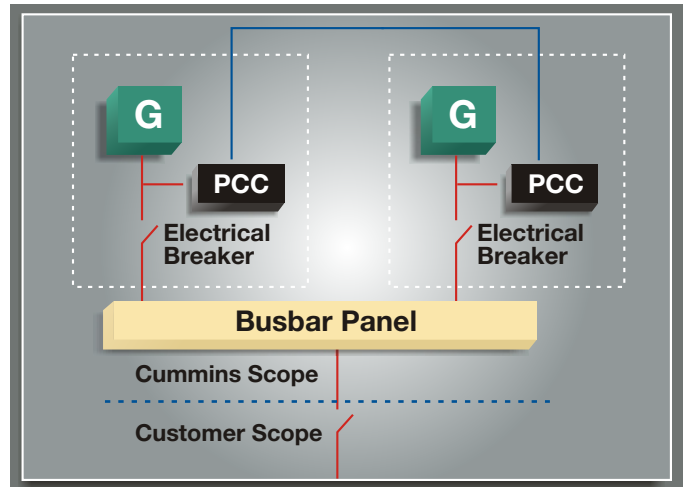 G
G
PCC
PCC
Electrical
Breaker
Electrical
Breaker
Busbar Panel
Cummins Scope
Customer Scope